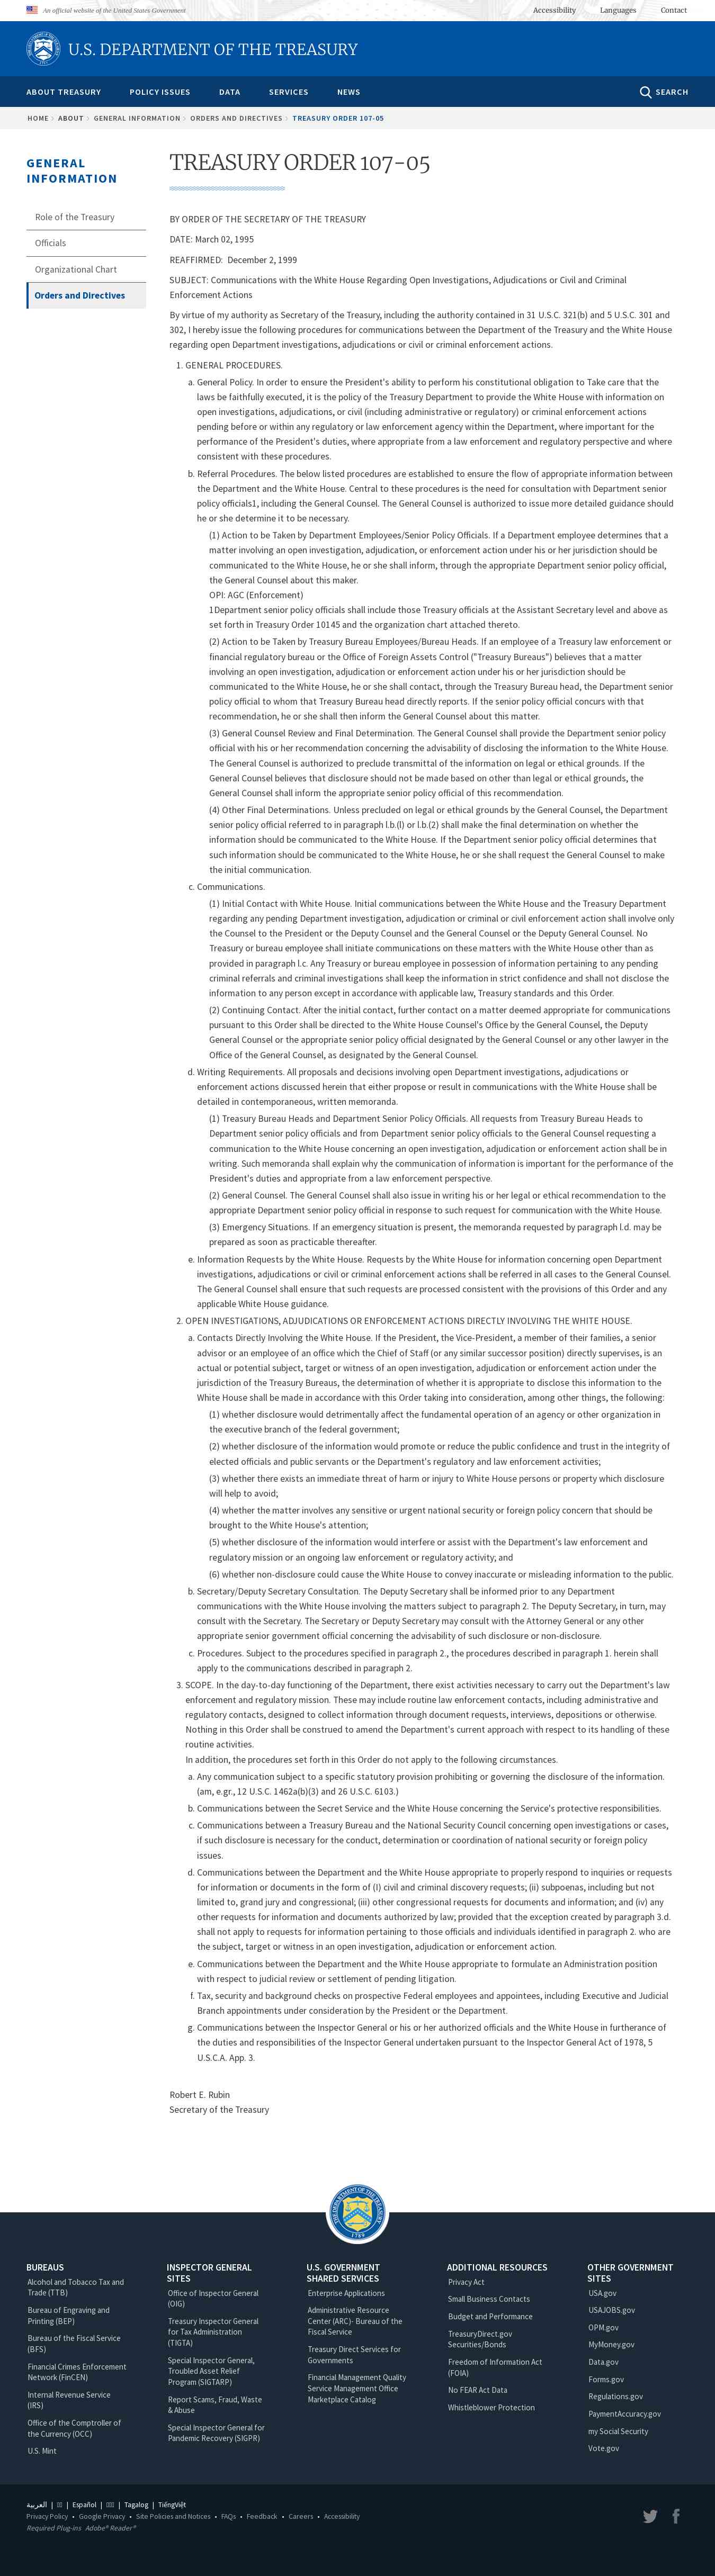 An official website of the United States Government
Accessibility Languages Contact
U.S. DEPARTMENT OF THE TREASURY
ABOUT TREASURY POLICY ISSUES DATA SERVICES NEWS SEARCH
HOME ABOUT GENERAL INFORMATION ORDERS AND DIRECTIVES TREASURY ORDER 107-05
GENERAL
INFORMATION
Role of the Treasury
Officials
Organizational Chart
Orders and Directives
TREASURY ORDER 107-05
BY ORDER OF THE SECRETARY OF THE TREASURY
DATE: March 02, 1995
REAFFIRMED: December 2, 1999
SUBJECT: Communications with the White House Regarding Open Investigations, Adjudications or Civil and Criminal
Enforcement Actions
By virtue of my authority as Secretary of the Treasury, including the authority contained in 31 U.S.C. 321(b) and 5 U.S.C. 301 and
302, I hereby issue the following procedures for communications between the Department of the Treasury and the White House
regarding open Department investigations, adjudications or civil or criminal enforcement actions.
1. GENERAL PROCEDURES.
a. General Policy. In order to ensure the President's ability to perform his constitutional obligation to Take care that the
laws be faithfully executed, it is the policy of the Treasury Department to provide the White House with information on
open investigations, adjudications, or civil (including administrative or regulatory) or criminal enforcement actions
pending before or within any regulatory or law enforcement agency within the Department, where important for the
performance of the President's duties, where appropriate from a law enforcement and regulatory perspective and where
consistent with these procedures.
b. Referral Procedures. The below listed procedures are established to ensure the flow of appropriate information between
the Department and the White House. Central to these procedures is the need for consultation with Department senior
policy officials1, including the General Counsel. The General Counsel is authorized to issue more detailed guidance should
he or she determine it to be necessary.
(1) Action to be Taken by Department Employees/Senior Policy Officials. If a Department employee determines that a
matter involving an open investigation, adjudication, or enforcement action under his or her jurisdiction should be
communicated to the White House, he or she shall inform, through the appropriate Department senior policy official,
the General Counsel about this maker.
OPI: AGC (Enforcement)
1Department senior policy officials shall include those Treasury officials at the Assistant Secretary level and above as
set forth in Treasury Order 10145 and the organization chart attached thereto.
(2) Action to be Taken by Treasury Bureau Employees/Bureau Heads. If an employee of a Treasury law enforcement or
financial regulatory bureau or the Office of Foreign Assets Control ("Treasury Bureaus") believes that a matter
involving an open investigation, adjudication or enforcement action under his or her jurisdiction should be
communicated to the White House, he or she shall contact, through the Treasury Bureau head, the Department senior
policy official to whom that Treasury Bureau head directly reports. If the senior policy official concurs with that
recommendation, he or she shall then inform the General Counsel about this matter.
(3) General Counsel Review and Final Determination. The General Counsel shall provide the Department senior policy
official with his or her recommendation concerning the advisability of disclosing the information to the White House.
The General Counsel is authorized to preclude transmittal of the information on legal or ethical grounds. If the
General Counsel believes that disclosure should not be made based on other than legal or ethical grounds, the
General Counsel shall inform the appropriate senior policy official of this recommendation.
(4) Other Final Determinations. Unless precluded on legal or ethical grounds by the General Counsel, the Department
senior policy official referred to in paragraph l.b.(l) or l.b.(2) shall make the final determination on whether the
information should be communicated to the White House. If the Department senior policy official determines that
such information should be communicated to the White House, he or she shall request the General Counsel to make
the initial communication.
c. Communications.
(1) Initial Contact with White House. Initial communications between the White House and the Treasury Department
regarding any pending Department investigation, adjudication or criminal or civil enforcement action shall involve only
the Counsel to the President or the Deputy Counsel and the General Counsel or the Deputy General Counsel. No
Treasury or bureau employee shall initiate communications on these matters with the White House other than as
provided in paragraph l.c. Any Treasury or bureau employee in possession of information pertaining to any pending
criminal referrals and criminal investigations shall keep the information in strict confidence and shall not disclose the
information to any person except in accordance with applicable law, Treasury standards and this Order.
(2) Continuing Contact. After the initial contact, further contact on a matter deemed appropriate for communications
pursuant to this Order shall be directed to the White House Counsel's Office by the General Counsel, the Deputy
General Counsel or the appropriate senior policy official designated by the General Counsel or any other lawyer in the
Office of the General Counsel, as designated by the General Counsel.
d. Writing Requirements. All proposals and decisions involving open Department investigations, adjudications or
enforcement actions discussed herein that either propose or result in communications with the White House shall be
detailed in contemporaneous, written memoranda.
(1) Treasury Bureau Heads and Department Senior Policy Officials. All requests from Treasury Bureau Heads to
Department senior policy officials and from Department senior policy officials to the General Counsel requesting a
communication to the White House concerning an open investigation, adjudication or enforcement action shall be in
writing. Such memoranda shall explain why the communication of information is important for the performance of the
President's duties and appropriate from a law enforcement perspective.
(2) General Counsel. The General Counsel shall also issue in writing his or her legal or ethical recommendation to the
appropriate Department senior policy official in response to such request for communication with the White House.
(3) Emergency Situations. If an emergency situation is present, the memoranda requested by paragraph l.d. may be
prepared as soon as practicable thereafter.
e. Information Requests by the White House. Requests by the White House for information concerning open Department
investigations, adjudications or civil or criminal enforcement actions shall be referred in all cases to the General Counsel.
The General Counsel shall ensure that such requests are processed consistent with the provisions of this Order and any
applicable White House guidance.
2. OPEN INVESTIGATIONS, ADJUDICATIONS OR ENFORCEMENT ACTIONS DIRECTLY INVOLVING THE WHITE HOUSE.
a. Contacts Directly Involving the White House. If the President, the Vice-President, a member of their families, a senior
advisor or an employee of an office which the Chief of Staff (or any similar successor position) directly supervises, is an
actual or potential subject, target or witness of an open investigation, adjudication or enforcement action under the
jurisdiction of the Treasury Bureaus, the determination of whether it is appropriate to disclose this information to the
White House shall be made in accordance with this Order taking into consideration, among other things, the following:
(1) whether disclosure would detrimentally affect the fundamental operation of an agency or other organization in
the executive branch of the federal government;
(2) whether disclosure of the information would promote or reduce the public confidence and trust in the integrity of
elected officials and public servants or the Department's regulatory and law enforcement activities;
(3) whether there exists an immediate threat of harm or injury to White House persons or property which disclosure
will help to avoid;
(4) whether the matter involves any sensitive or urgent national security or foreign policy concern that should be
brought to the White House's attention;
(5) whether disclosure of the information would interfere or assist with the Department's law enforcement and
regulatory mission or an ongoing law enforcement or regulatory activity; and
(6) whether non-disclosure could cause the White House to convey inaccurate or misleading information to the public.
b. Secretary/Deputy Secretary Consultation. The Deputy Secretary shall be informed prior to any Department
communications with the White House involving the matters subject to paragraph 2. The Deputy Secretary, in turn, may
consult with the Secretary. The Secretary or Deputy Secretary may consult with the Attorney General or any other
appropriate senior government official concerning the advisability of such disclosure or non-disclosure.
c. Procedures. Subject to the procedures specified in paragraph 2., the procedures described in paragraph 1. herein shall
apply to the communications described in paragraph 2.
3. SCOPE. In the day-to-day functioning of the Department, there exist activities necessary to carry out the Department's law
enforcement and regulatory mission. These may include routine law enforcement contacts, including administrative and
regulatory contacts, designed to collect information through document requests, interviews, depositions or otherwise.
Nothing in this Order shall be construed to amend the Department's current approach with respect to its handling of these
routine activities.
In addition, the procedures set forth in this Order do not apply to the following circumstances.
a. Any communication subject to a specific statutory provision prohibiting or governing the disclosure of the information.
(am, e.gr., 12 U.S.C. 1462a(b)(3) and 26 U.S.C. 6103.)
b. Communications between the Secret Service and the White House concerning the Service's protective responsibilities.
c. Communications between a Treasury Bureau and the National Security Council concerning open investigations or cases,
if such disclosure is necessary for the conduct, determination or coordination of national security or foreign policy
issues.
d. Communications between the Department and the White House appropriate to properly respond to inquiries or requests
for information or documents in the form of (I) civil and criminal discovery requests; (ii) subpoenas, including but not
limited to, grand jury and congressional; (iii) other congressional requests for documents and information; and (iv) any
other requests for information and documents authorized by law; provided that the exception created by paragraph 3.d.
shall not apply to requests for information pertaining to those officials and individuals identified in paragraph 2. who are
the subject, target or witness in an open investigation, adjudication or enforcement action.
e. Communications between the Department and the White House appropriate to formulate an Administration position
with respect to judicial review or settlement of pending litigation.
f. Tax, security and background checks on prospective Federal employees and appointees, including Executive and Judicial
Branch appointments under consideration by the President or the Department.
g. Communications between the Inspector General or his or her authorized officials and the White House in furtherance of
the duties and responsibilities of the Inspector General undertaken pursuant to the Inspector General Act of 1978, 5
U.S.C.A. App. 3.
Robert E. Rubin
Secretary of the Treasury
THE DEPARTMENT OF THE TREASURY
1789
BUREAUS
Alcohol and Tobacco Tax and
Trade (TTB)
Bureau of Engraving and
Printing (BEP)
Bureau of the Fiscal Service
(BFS)
Financial Crimes Enforcement
Network (FinCEN)
Internal Revenue Service
(IRS)
Office of the Comptroller of
the Currency (OCC)
U.S. Mint
INSPECTOR GENERAL
SITES
Office of Inspector General
(OIG)
Treasury Inspector General
for Tax Administration
(TIGTA)
Special Inspector General,
Troubled Asset Relief
Program (SIGTARP)
Report Scams, Fraud, Waste
& Abuse
Special Inspector General for
Pandemic Recovery (SIGPR)
U.S. GOVERNMENT
SHARED SERVICES
Enterprise Applications
Administrative Resource
Center (ARC)- Bureau of the
Fiscal Service
Treasury Direct Services for
Governments
Financial Management Quality
Service Management Office
Marketplace Catalog
ADDITIONAL RESOURCES
Privacy Act
Small Business Contacts
Budget and Performance
TreasuryDirect.gov
Securities/Bonds
Freedom of Information Act
(FOIA)
No FEAR Act Data
Whistleblower Protection
OTHER GOVERNMENT
SITES
USA.gov
USAJOBS.gov
OPM.gov
MyMoney.gov
Data.gov
Forms.gov
Regulations.gov
PaymentAccuracy.gov
my Social Security
Vote.gov
العربية | | Español | | Tagalog | TiếngViệt
Privacy Policy • Google Privacy • Site Policies and Notices • FAQs • Feedback • Careers • Accessibility
Required Plug-ins Adobe® Reader®